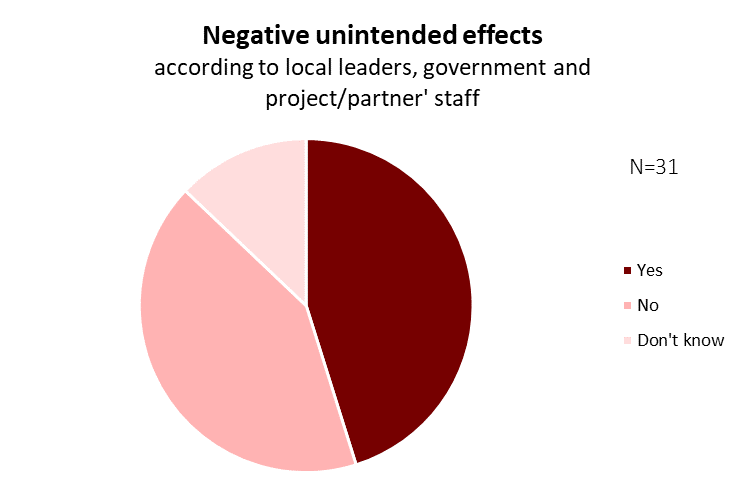 Negative unintended effects
according to local leaders, government and
project/partner' staff
N=31
Yes
No
Don't know